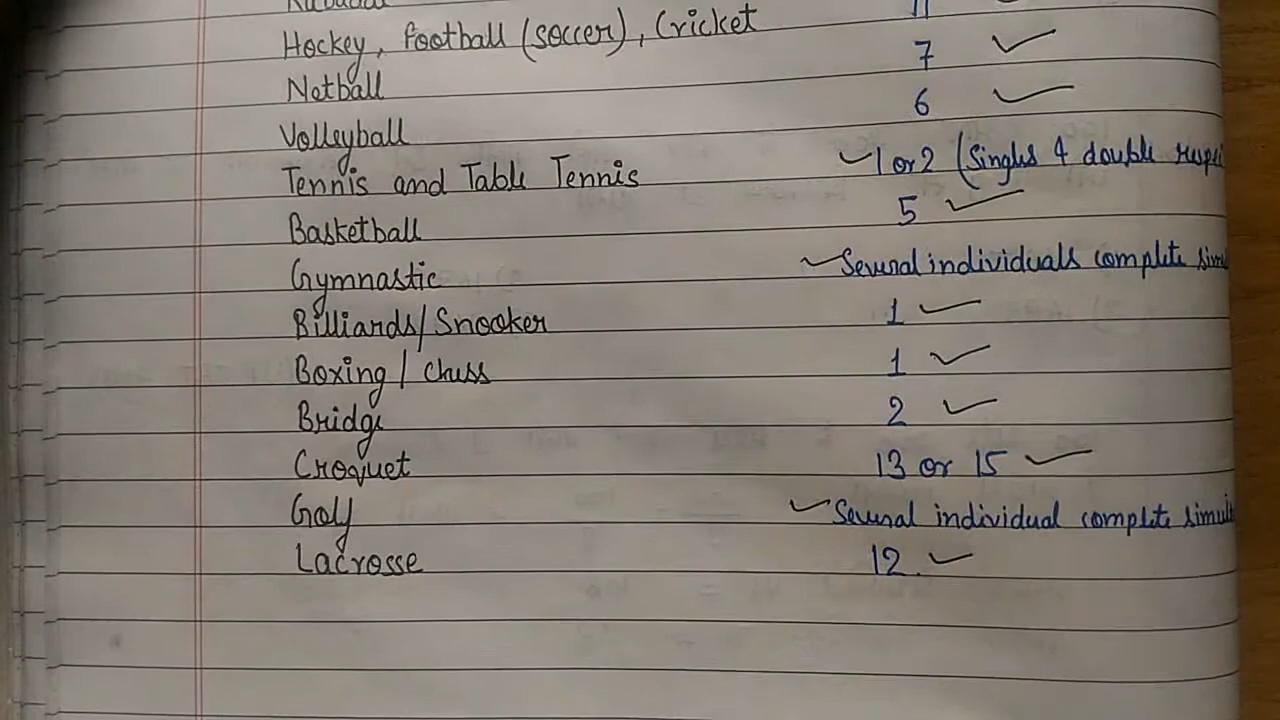 Hockey, football (soccer), Cricket 11
Netball 7
Volleyball 6
Tennis and Table Tennis 1 or 2 (Singles & double
Basketball 5
Gymnastic Several individuals complete
Billiards/Snooker 1
Boxing / Chess 1
Bridge 2
Croquet 13 or 15
Golf Several individual complete
Lacrosse 12.